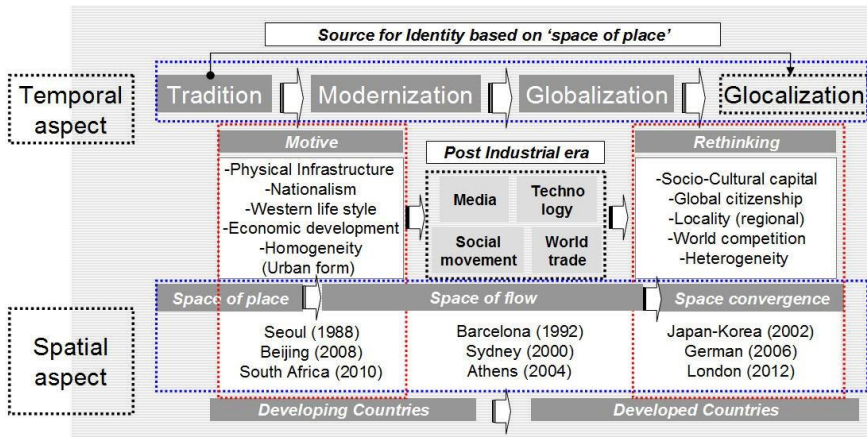 Source for Identity based on ‘space of place’
Temporal
aspect
Tradition
Modernization
Globalization
Glocalization
Motive
-Physical Infrastructure
-Nationalism
-Western life style
-Economic development
-Homogeneity
(Urban form)
Post Industrial era
Media
Techno
logy
Social
movement
World
trade
Rethinking
-Socio-Cultural capital
-Global citizenship
-Locality (regional)
-World competition
-Heterogeneity
Spatial
aspect
Space of place
Space of flow
Space convergence
Seoul (1988)
Beijing (2008)
South Africa (2010)
Barcelona (1992)
Sydney (2000)
Athens (2004)
Japan-Korea (2002)
German (2006)
London (2012)
Developing Countries
Developed Countries